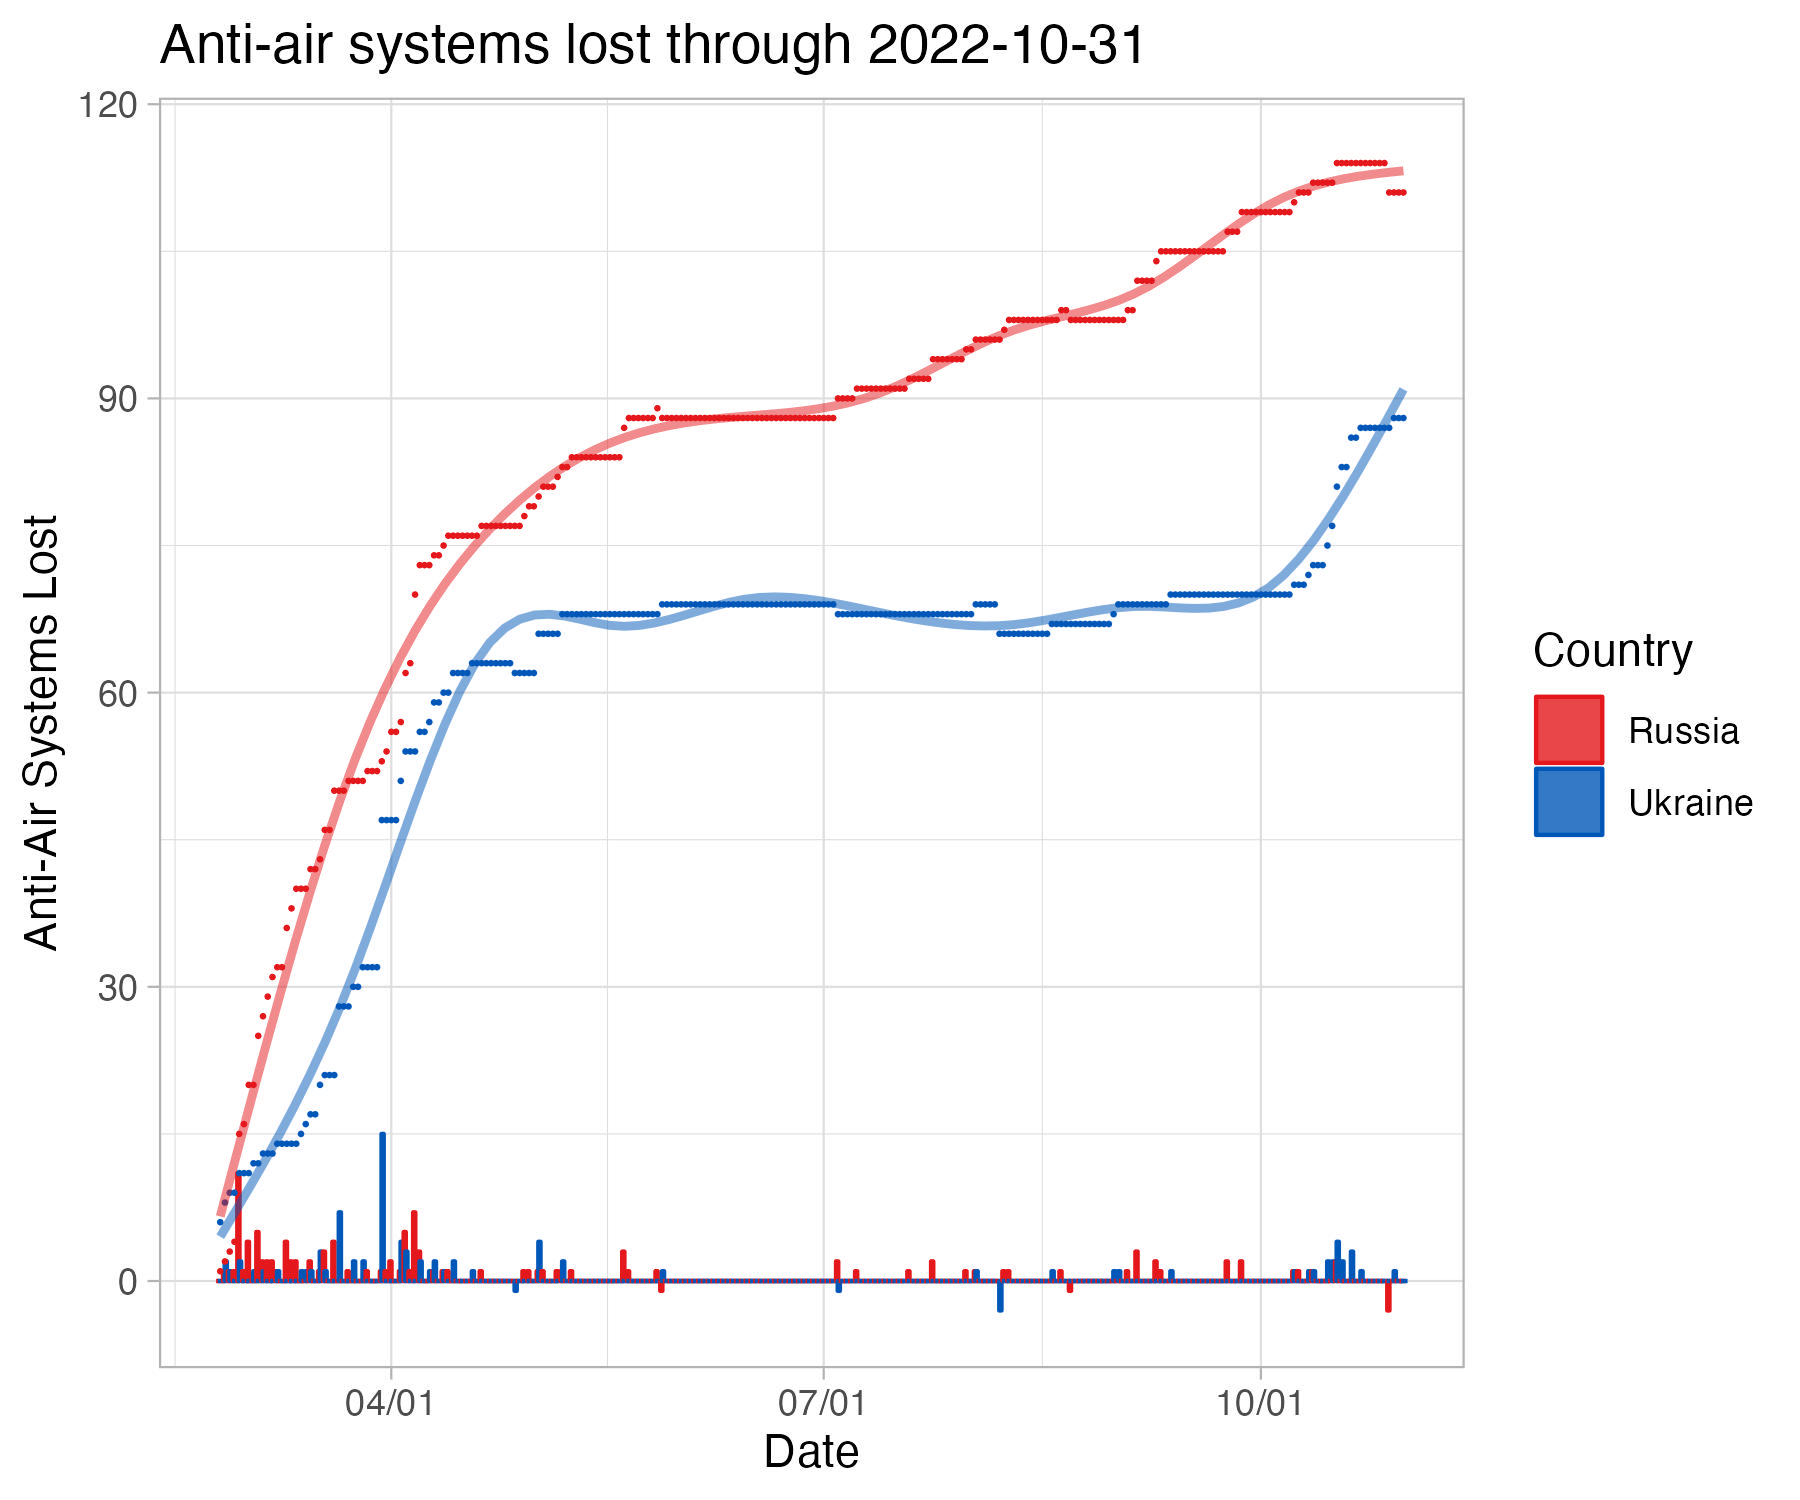 Anti-air systems lost through 2022-10-31
Anti-Air Systems Lost
120
90
60
30
0
04/01
07/01
10/01
Date
Country
Russia
Ukraine